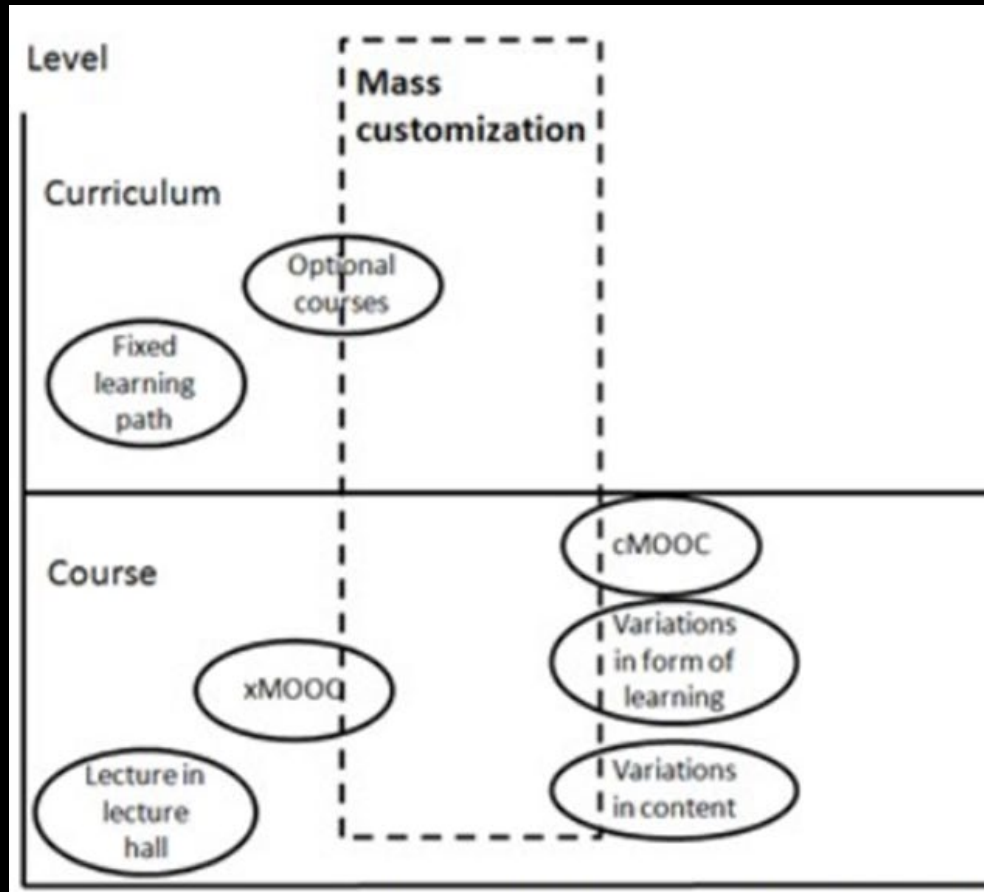 Level
Mass
customization
Curriculum
Optional
courses
Fixed
learning
path
cMOOC
Course
Variations
in form of
learning
xMOOC
Lecture in
lecture
hall
Variations
in content